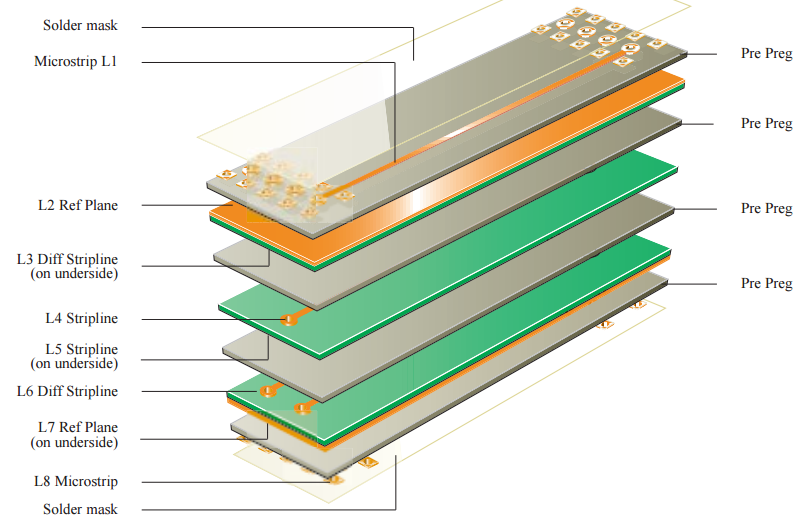 Solder mask
Microstrip L1
L2 Ref Plane
L3 Diff Stripline
(on underside)
L4 Stripline
L5 Stripline
(on underside)
L6 Diff Stripline
L7 Ref Plane
(on underside)
L8 Microstrip
Solder mask
Pre Preg
Pre Preg
Pre Preg
Pre Preg